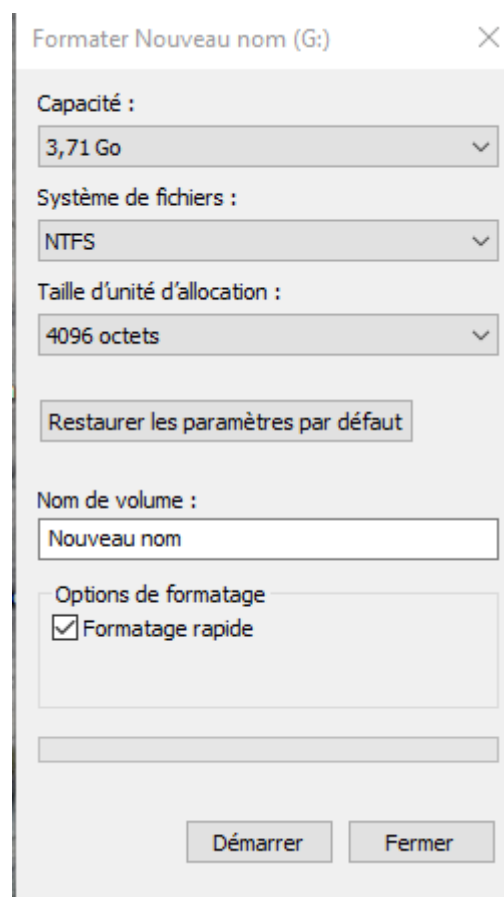 Formater Nouveau nom (G:)
Capacité :
3,71 Go
Système de fichiers :
NTFS
Taille d'unité d'allocation :
4096 octets
Restaurer les paramètres par défaut
Nom de volume :
Nouveau nom
Options de formatage
Formatage rapide
Démarrer
Fermer